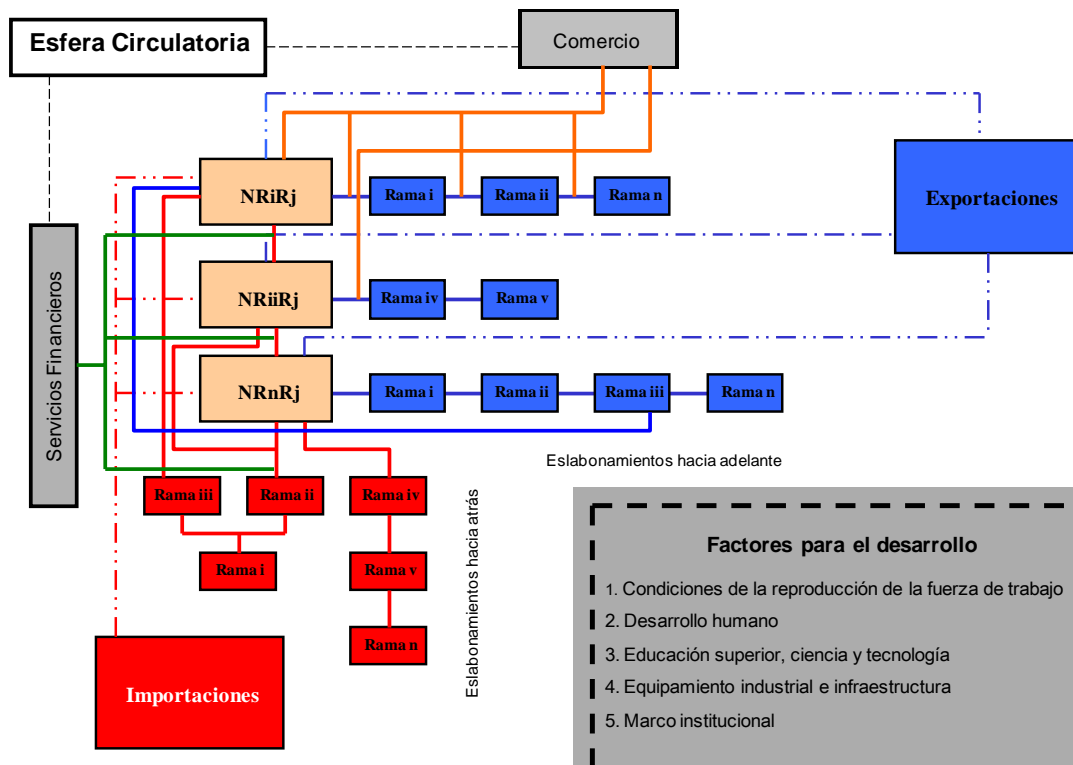 Esfera Circulatoria
Comercio
NRiRj
Rama i
Rama ii
Rama n
Exportaciones
Servicios Financieros
NRiiRj
Rama iv
Rama v
NRnRj
Rama i
Rama ii
Rama iii
Rama n
Eslabonamientos hacia adelante
Rama iii
Rama ii
Rama iv
Eslabonamientos hacia atrás
Rama i
Rama v
Rama n
Importaciones
Factores para el desarrollo
1. Condiciones de la reproducción de la fuerza de trabajo
2. Desarrollo humano
3. Educación superior, ciencia y tecnología
4. Equipamiento industrial e infraestructura
5. Marco institucional